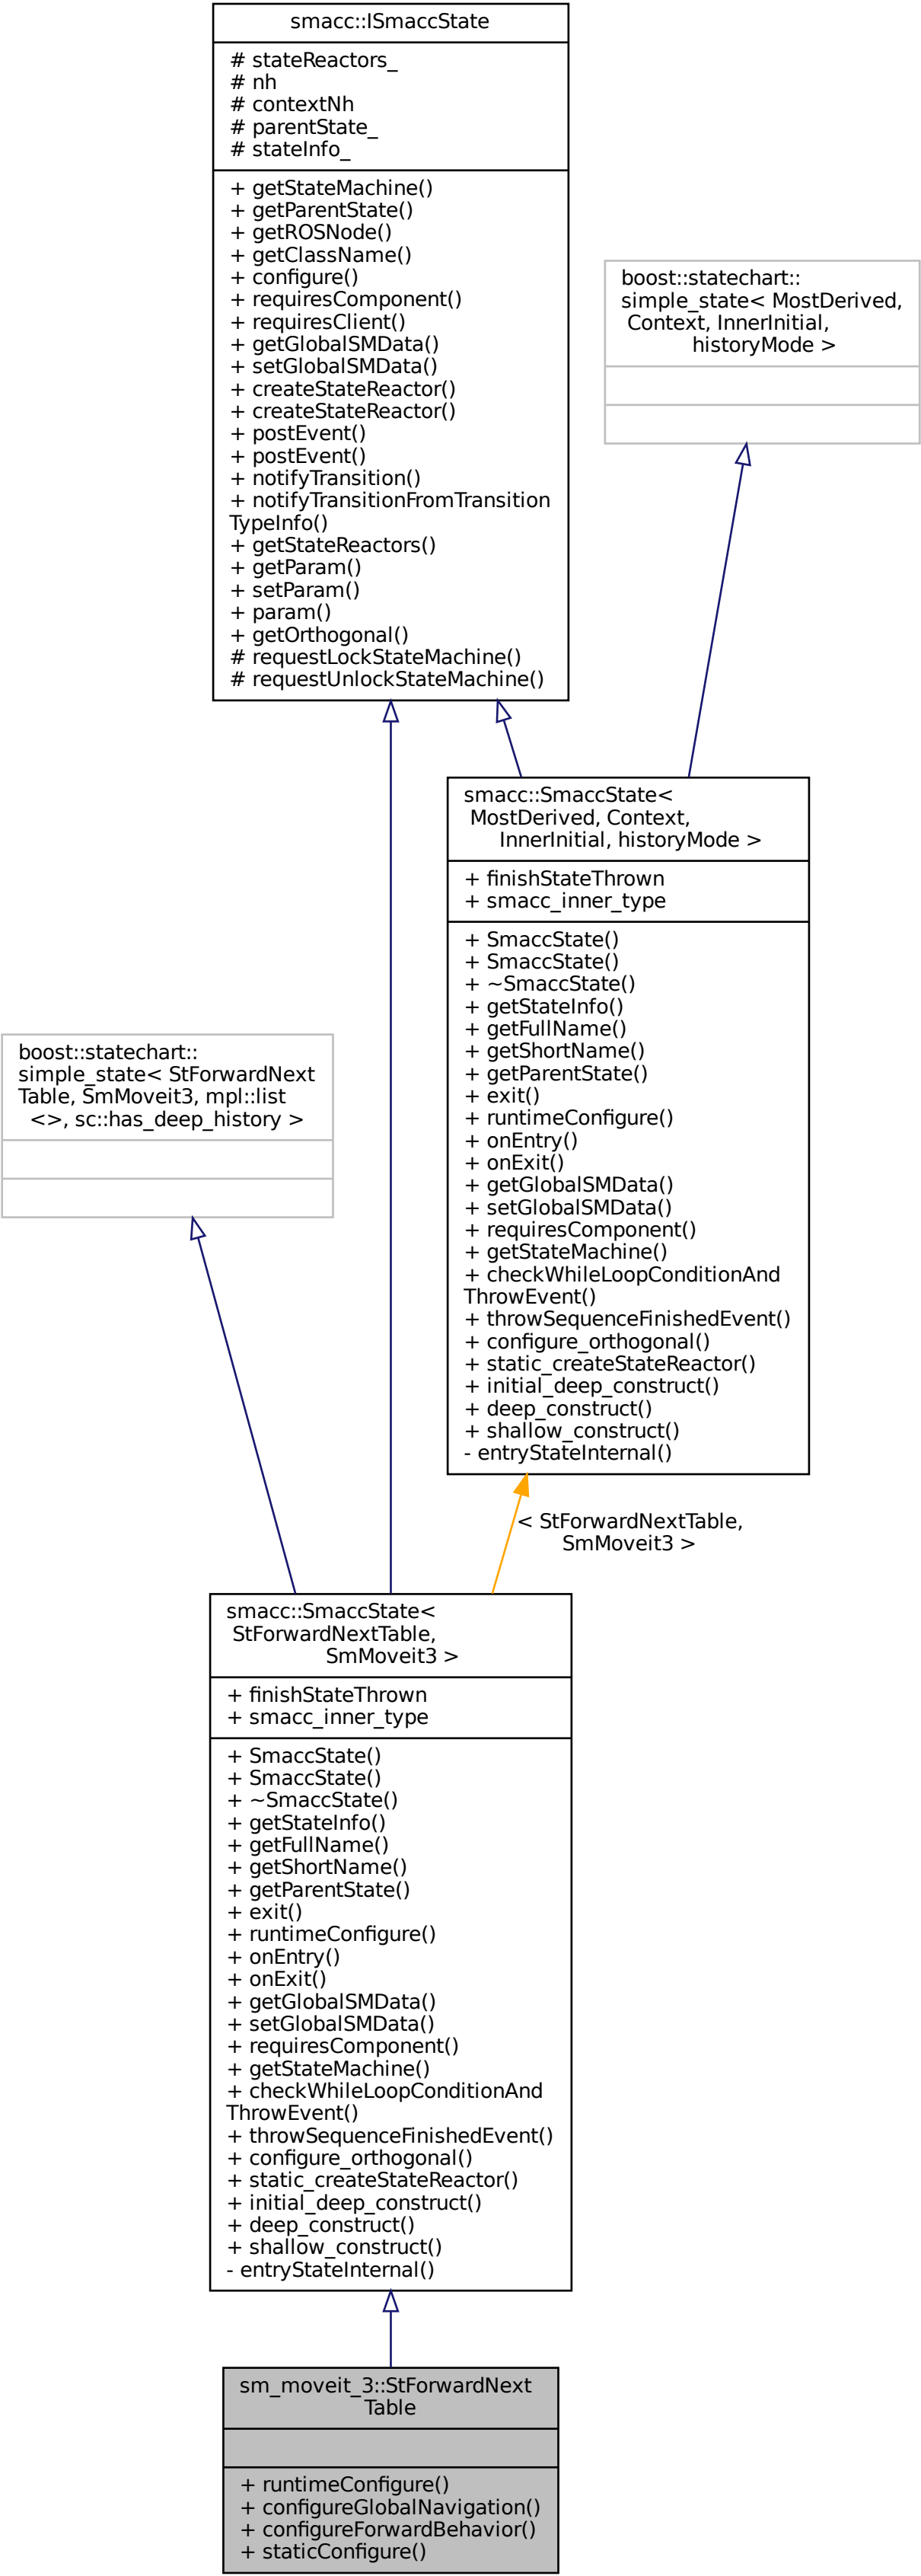 smacc::ISmaccState
# stateReactors_
# nh
# contextNh
# parentState_
# stateInfo_
+ getStateMachine()
+ getParentState()
+ getROSNode()
+ getClassName()
+ configure()
+ requiresComponent()
+ requiresClient()
+ getGlobalSMData()
+ setGlobalSMData()
+ createStateReactor()
+ createStateReactor()
+ postEvent()
+ postEvent()
+ notifyTransition()
+ notifyTransitionFromTransition
TypeInfo()
+ getStateReactors()
+ getParam()
+ setParam()
+ param()
+ getOrthogonal()
# requestLockStateMachine()
# requestUnlockStateMachine()
boost::statechart::
simple_state< MostDerived,
Context, InnerInitial,
historyMode >
smacc::SmaccState<
MostDerived, Context,
InnerInitial, historyMode >
+ finishStateThrown
+ smacc_inner_type
+ SmaccState()
+ SmaccState()
+ ~SmaccState()
+ getStateInfo()
+ getFullName()
+ getShortName()
+ getParentState()
+ exit()
+ runtimeConfigure()
+ onEntry()
+ onExit()
+ getGlobalSMData()
+ setGlobalSMData()
+ requiresComponent()
+ getStateMachine()
+ checkWhileLoopConditionAnd
ThrowEvent()
+ throwSequenceFinishedEvent()
+ configure_orthogonal()
+ static_createStateReactor()
+ initial_deep_construct()
+ deep_construct()
+ shallow_construct()
- entryStateInternal()
boost::statechart::
simple_state< StForwardNext
Table, SmMoveit3, mpl::list
<>, sc::has_deep_history >
< StForwardNextTable,
SmMoveit3 >
smacc::SmaccState<
StForwardNextTable,
SmMoveit3 >
+ finishStateThrown
+ smacc_inner_type
+ SmaccState()
+ SmaccState()
+ ~SmaccState()
+ getStateInfo()
+ getFullName()
+ getShortName()
+ getParentState()
+ exit()
+ runtimeConfigure()
+ onEntry()
+ onExit()
+ getGlobalSMData()
+ setGlobalSMData()
+ requiresComponent()
+ getStateMachine()
+ checkWhileLoopConditionAnd
ThrowEvent()
+ throwSequenceFinishedEvent()
+ configure_orthogonal()
+ static_createStateReactor()
+ initial_deep_construct()
+ deep_construct()
+ shallow_construct()
- entryStateInternal()
sm_moveit_3::StForwardNext
Table
+ runtimeConfigure()
+ configureGlobalNavigation()
+ configureForwardBehavior()
+ staticConfigure()